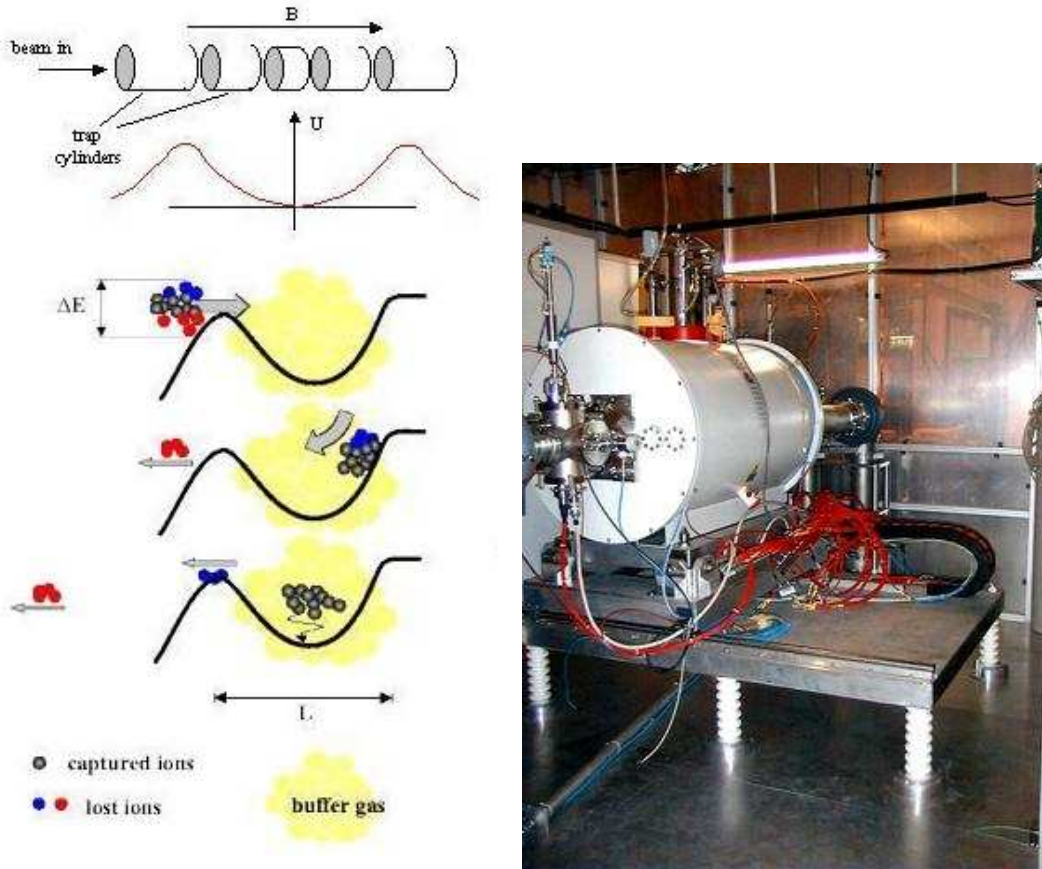 B
beam in
trap
cylinders
U
ΔE
L
captured ions
lost ions
buffer gas